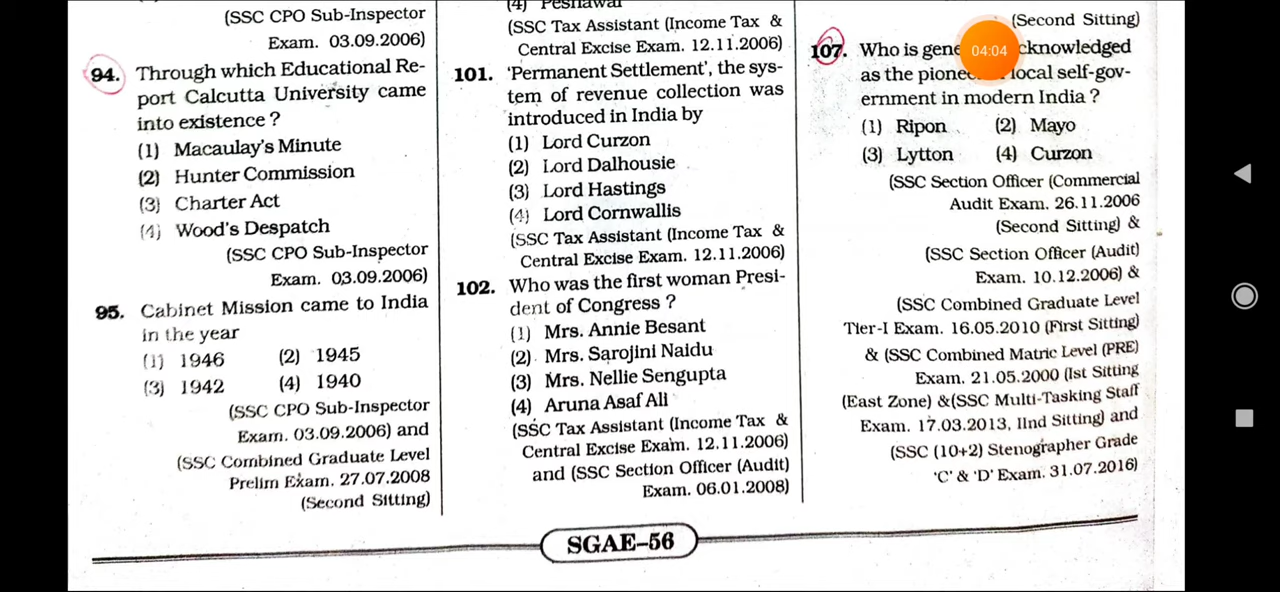 (SSC CPO Sub-Inspector
Exam. 03.09.2006)
94. Through which Educational Re-
port Calcutta University came
into existence ?
(1) Macaulay's Minute
(2) Hunter Commission
(3) Charter Act
(4) Wood's Despatch
(SSC CPO Sub-Inspector
Exam. 03.09.2006)
95. Cabinet Mission came to India
in the year
(1) 1946 (2) 1945
(3) 1942 (4) 1940
(SSC CPO Sub-Inspector
Exam. 03.09.2006) and
(SSC Combined Graduate Level
Prelim Exam. 27.07.2008
(Second Sitting)
(4) Peshawar
(SSC Tax Assistant (Income Tax &
Central Excise Exam. 12.11.2006)
101. 'Permanent Settlement', the sys-
tem of revenue collection was
introduced in India by
(1) Lord Curzon
(2) Lord Dalhousie
(3) Lord Hastings
(4) Lord Cornwallis
(SSC Tax Assistant (Income Tax &
Central Excise Exam. 12.11.2006)
102. Who was the first woman Presi-
dent of Congress ?
(1) Mrs. Annie Besant
(2) Mrs. Sarojini Naidu
(3) Mrs. Nellie Sengupta
(4) Aruna Asaf Ali
(SSC Tax Assistant (Income Tax &
Central Excise Exam. 12.11.2006)
and (SSC Section Officer (Audit)
Exam. 06.01.2008)
(Second Sitting)
107. Who is 04:04
as the local self-gov-
ernment in modern India ?
(1) Ripon (2) Mayo
(3) Lytton (4) Curzon
(SSC Section Officer (Commercial
Audit Exam. 26.11.2006
(Second Sitting) &
(SSC Section Officer (Audit)
Exam. 10.12.2006) &
(SSC Combined Graduate Level
Tier-I Exam. 16.05.2010 (First Sitting)
& (SSC Combined Matric Level (PRE)
Exam. 21.05.2000 (Ist Sitting
(East Zone) &(SSC Multi-Tasking Staff
Exam. 17.03.2013, IInd Sitting) and
(SSC (10+2) Stenographer Grade
'C' & 'D' Exam. 31.07.2016)
SGAE–56